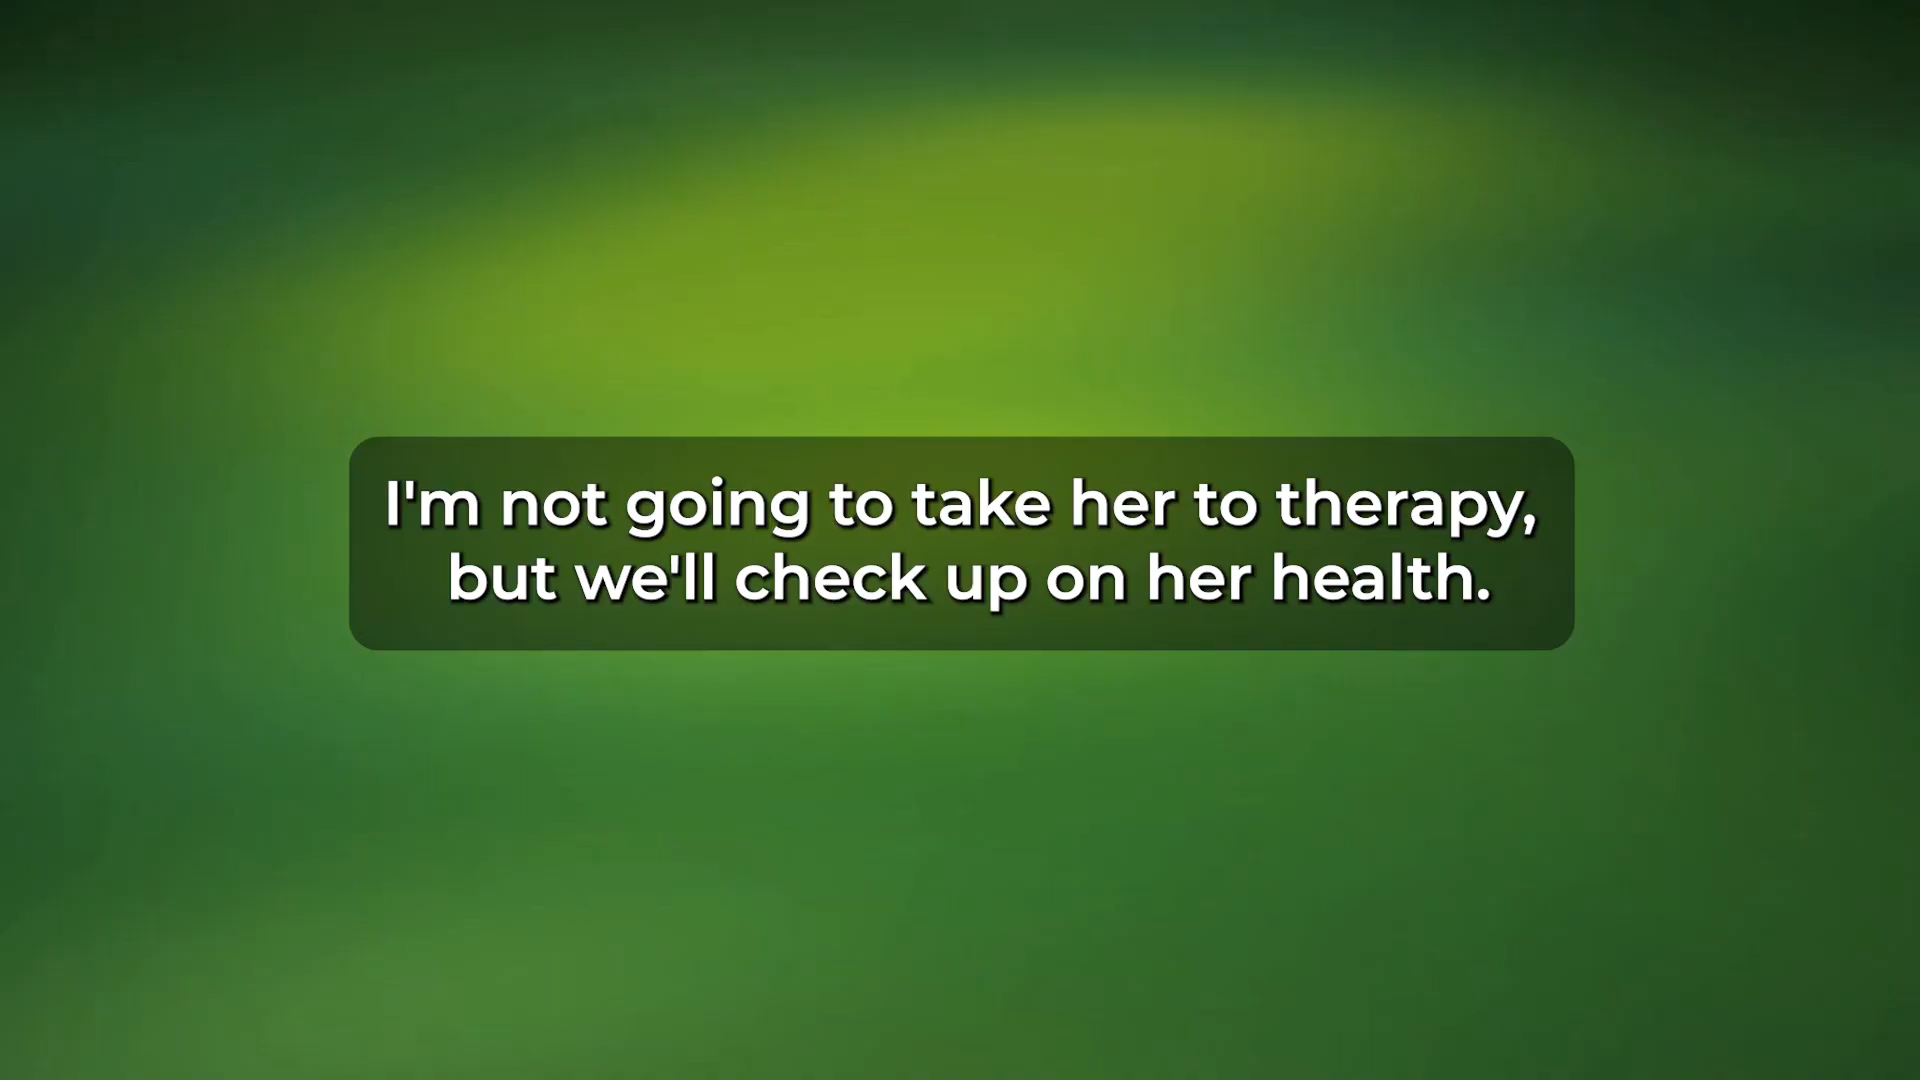 I'm not going to take her to therapy,
but we'll check up on her health.